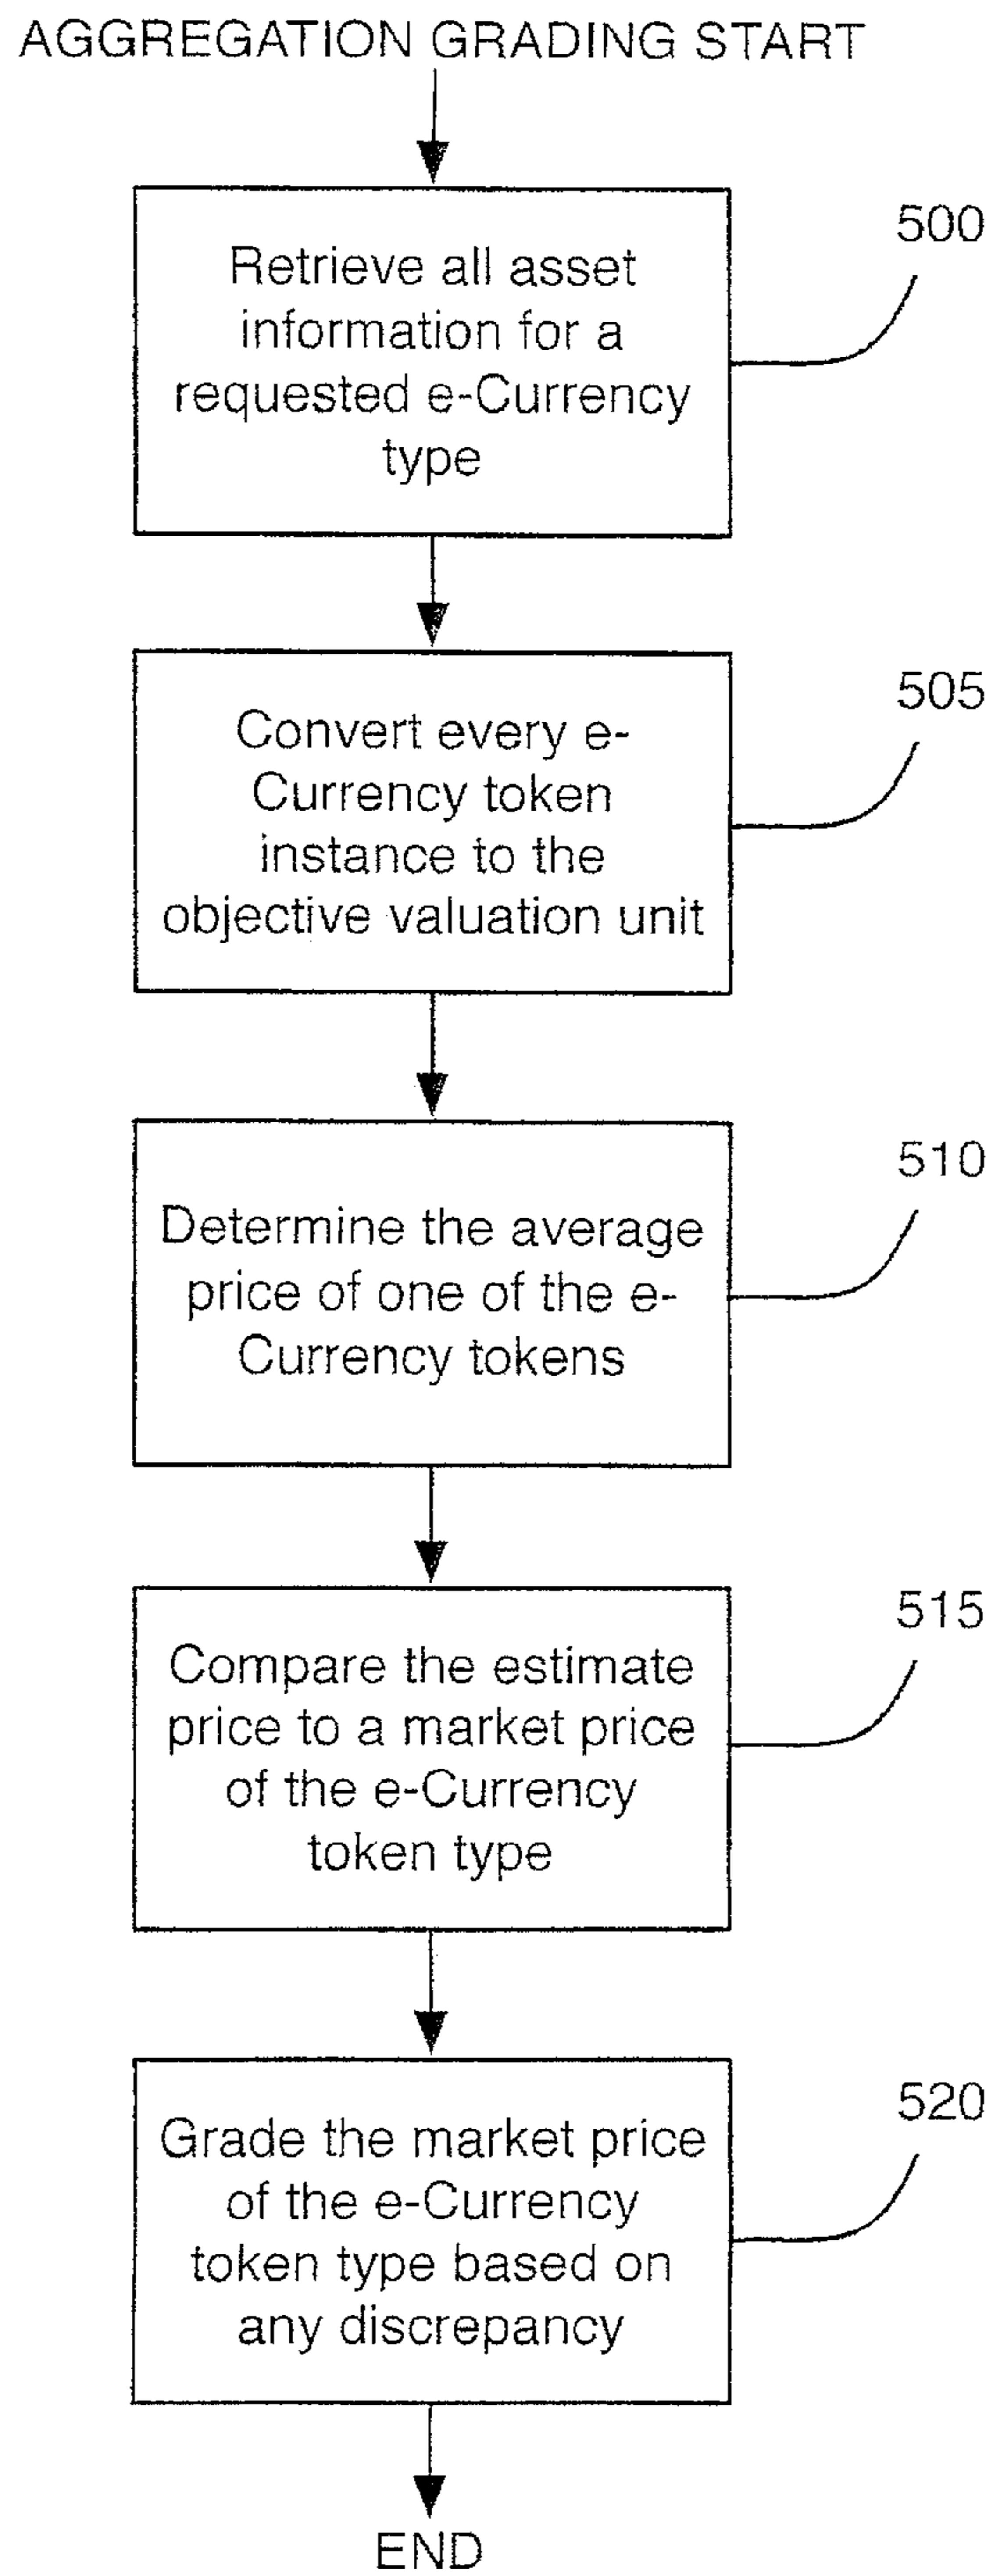 AGGREGATION GRADING START
500
Retrieve all asset
information for a
requested e-Currency
type
505
Convert every e-
Currency token
instance to the
objective valuation unit
510
Determine the average
price of one of the e-
Currency tokens
515
Compare the estimate
price to a market price
of the e-Currency
token type
520
Grade the market price
of the e-Currency
token type based on
any discrepancy
END